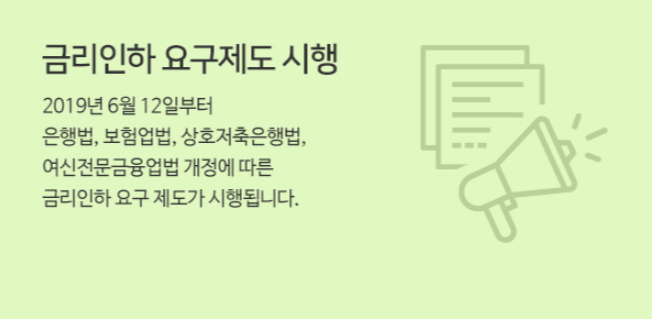 금리인하 요구제도 시행
2019년 6월 12일부터
은행법, 보험업법, 상호저축은행법,
여신전문금융업법 개정에 따른
금리인하 요구 제도가 시행됩니다.